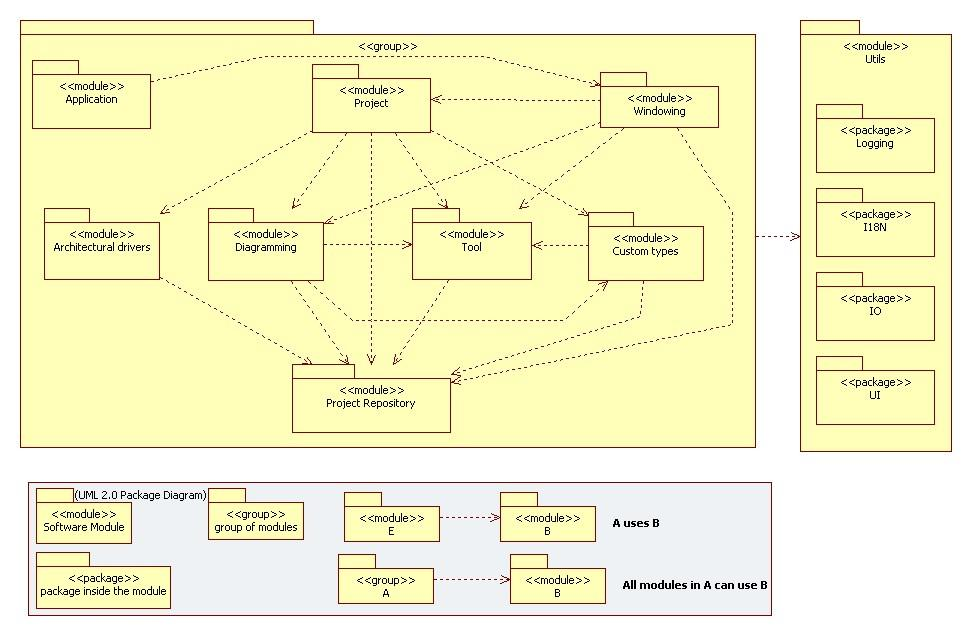 <<group>>
<<module>>
Application
<<module>>
Project
<<module>>
Windowing
<<module>>
Architectural drivers
<<module>>
Diagramming
<<module>>
Tool
<<module>>
Custom types
<<module>>
Project Repository
<<module>>
Utils
<<package>>
Logging
<<package>>
I18N
<<package>>
IO
<<package>>
UI
(UML 2.0 Package Diagram)
<<module>>
Software Module
<<group>>
group of modules
<<module>>
E
<<module>>
B
A uses B
<<package>>
package inside the module
<<group>>
A
<<module>>
B
All modules in A can use B